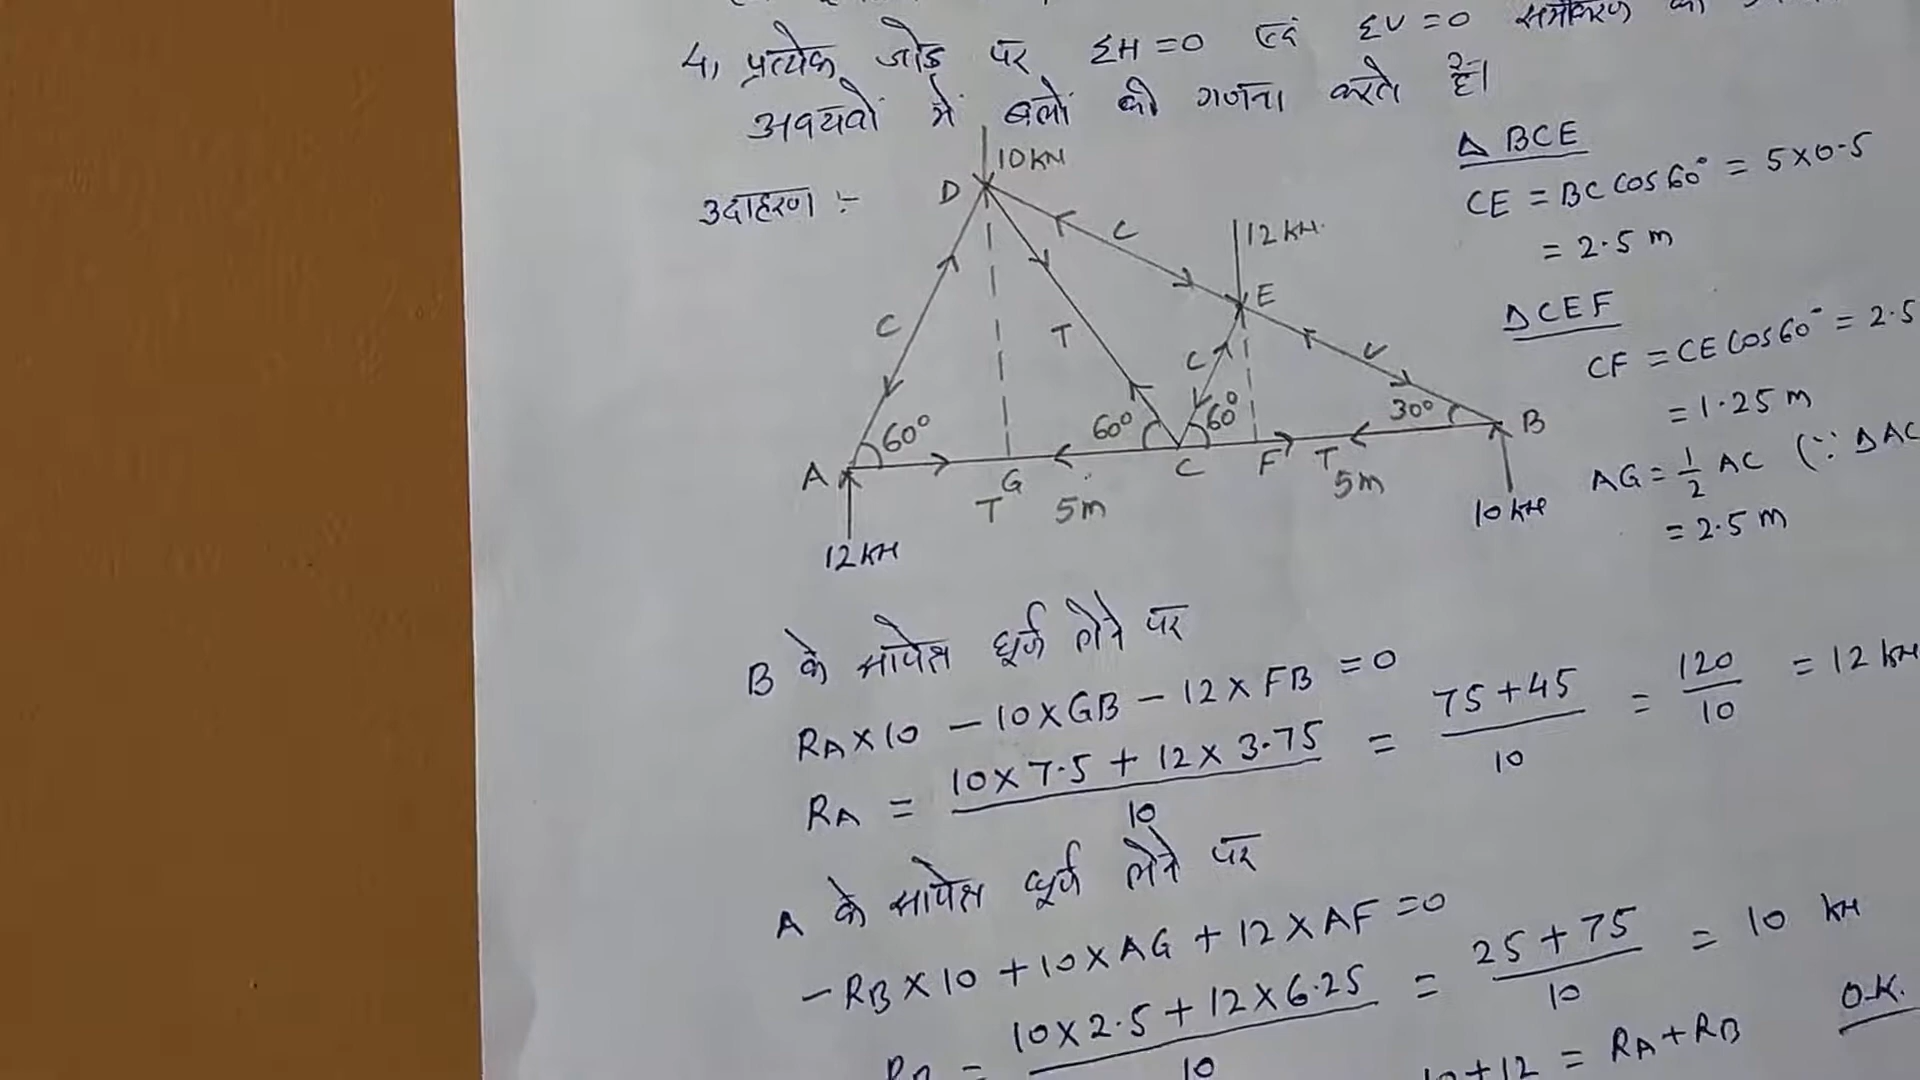 4, प्रत्येक जोड़ पर ΣH = 0 एवं ΣV = 0 समीकरण
अवयवों में बलों की गणना करते हैं।
उदाहरण :-
10 KN
D
C
12 KN
E
C
T
C
C
60°
60°
60°
30°
A
B
G
C
F
T
T
5m
5m
12 KN
10 KN
Δ BCE
CE = BC cos 60° = 5 × 0.5
= 2.5 m
Δ CEF
CF = CE cos 60° = 2.5
= 1.25 m
AG = 1/2 AC (∵ Δ AC
= 2.5 m
B के सापेक्ष घूर्ण लेने पर
RA × 10 - 10 × GB - 12 × FB = 0
RA = 10 × 7.5 + 12 × 3.75 / 10 = 75 + 45 / 10 = 120 / 10 = 12 KN
A के सापेक्ष घूर्ण लेने पर
- RB × 10 + 10 × AG + 12 × AF = 0
= 10 × 2.5 + 12 × 6.25 / 10 = 25 + 75 / 10 = 10 KN
+ 12 = RA + RB O.K.